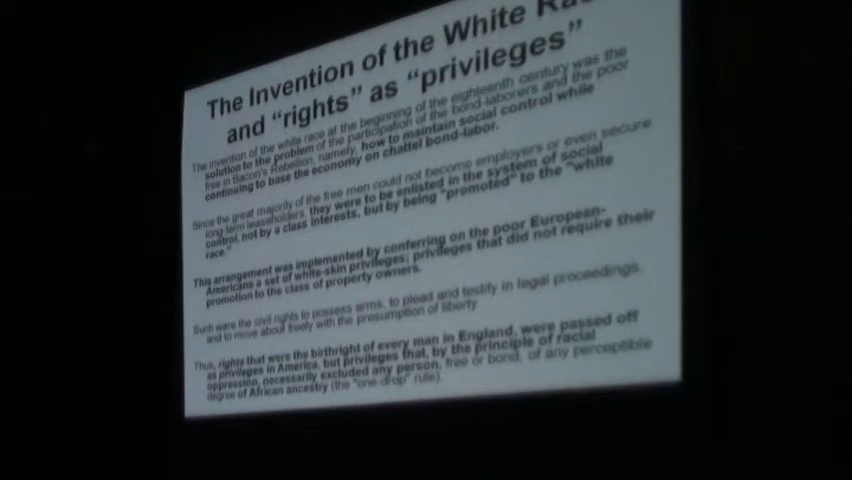 The Invention of the White Rac
and “rights” as “privileges”
The invention of the white race at the beginning of the eighteenth century was the
solution to the problem of the participation of the bond-laborers and the poor
free in Bacon's Rebellion, namely, how to maintain social control while
continuing to base the economy on chattel bond-labor.
Since the great majority of the free men could not become employers or even secure
long-term leaseholders, they were to be enlisted in the system of social
control, not by a class interests, but by being "promoted" to the "white
race."
This arrangement was implemented by conferring on the poor European-
Americans a set of white-skin privileges; privileges that did not require their
promotion to the class of property owners.
Such were the civil rights to possess arms, to plead and testify in legal proceedings,
and to move about freely with the presumption of liberty
Thus, rights that were the birthright of every man in England, were passed off
as privileges in America, but privileges that, by the principle of racial
oppression, necessarily excluded any person, free or bond, of any perceptible
degree of African ancestry (the "one-drop" rule)